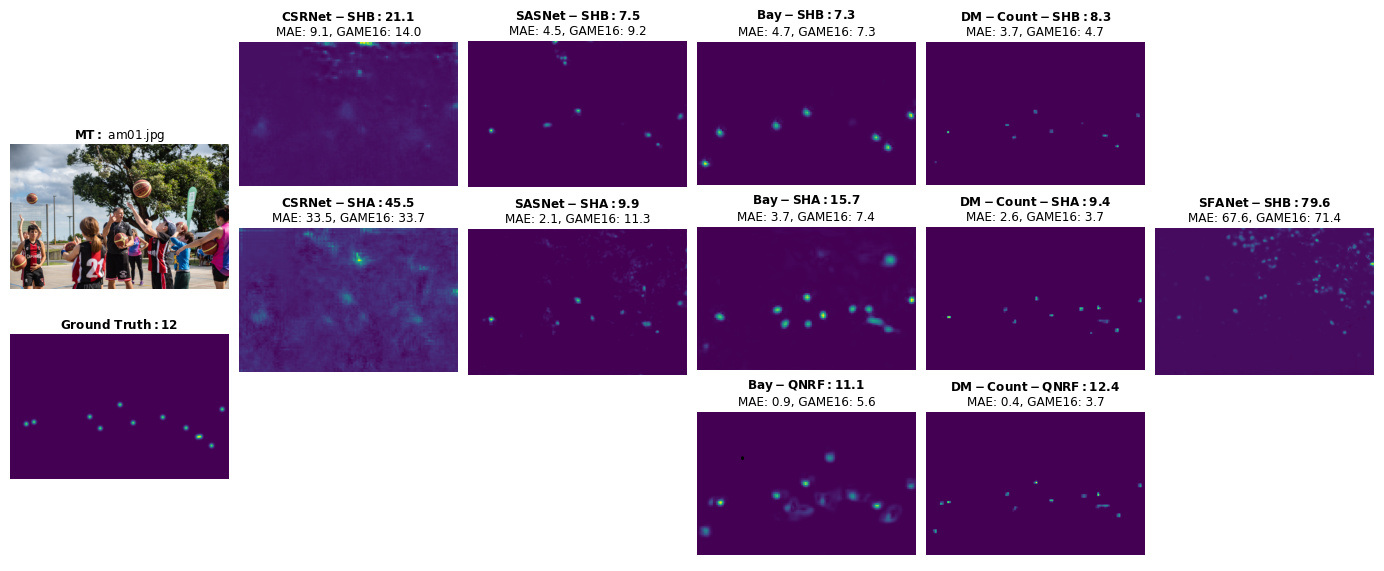 CSRNet−SHB: 21.1
MAE: 9.1, GAME16: 14.0
SASNet−SHB: 7.5
MAE: 4.5, GAME16: 9.2
Bay−SHB: 7.3
MAE: 4.7, GAME16: 7.3
DM−Count−SHB: 8.3
MAE: 3.7, GAME16: 4.7
MT: am01.jpg
21
CSRNet−SHA: 45.5
MAE: 33.5, GAME16: 33.7
SASNet−SHA: 9.9
MAE: 2.1, GAME16: 11.3
Bay−SHA: 15.7
MAE: 3.7, GAME16: 7.4
DM−Count−SHA: 9.4
MAE: 2.6, GAME16: 3.7
SFANet−SHB: 79.6
MAE: 67.6, GAME16: 71.4
Ground Truth: 12
Bay−QNRF: 11.1
MAE: 0.9, GAME16: 5.6
DM−Count−QNRF: 12.4
MAE: 0.4, GAME16: 3.7